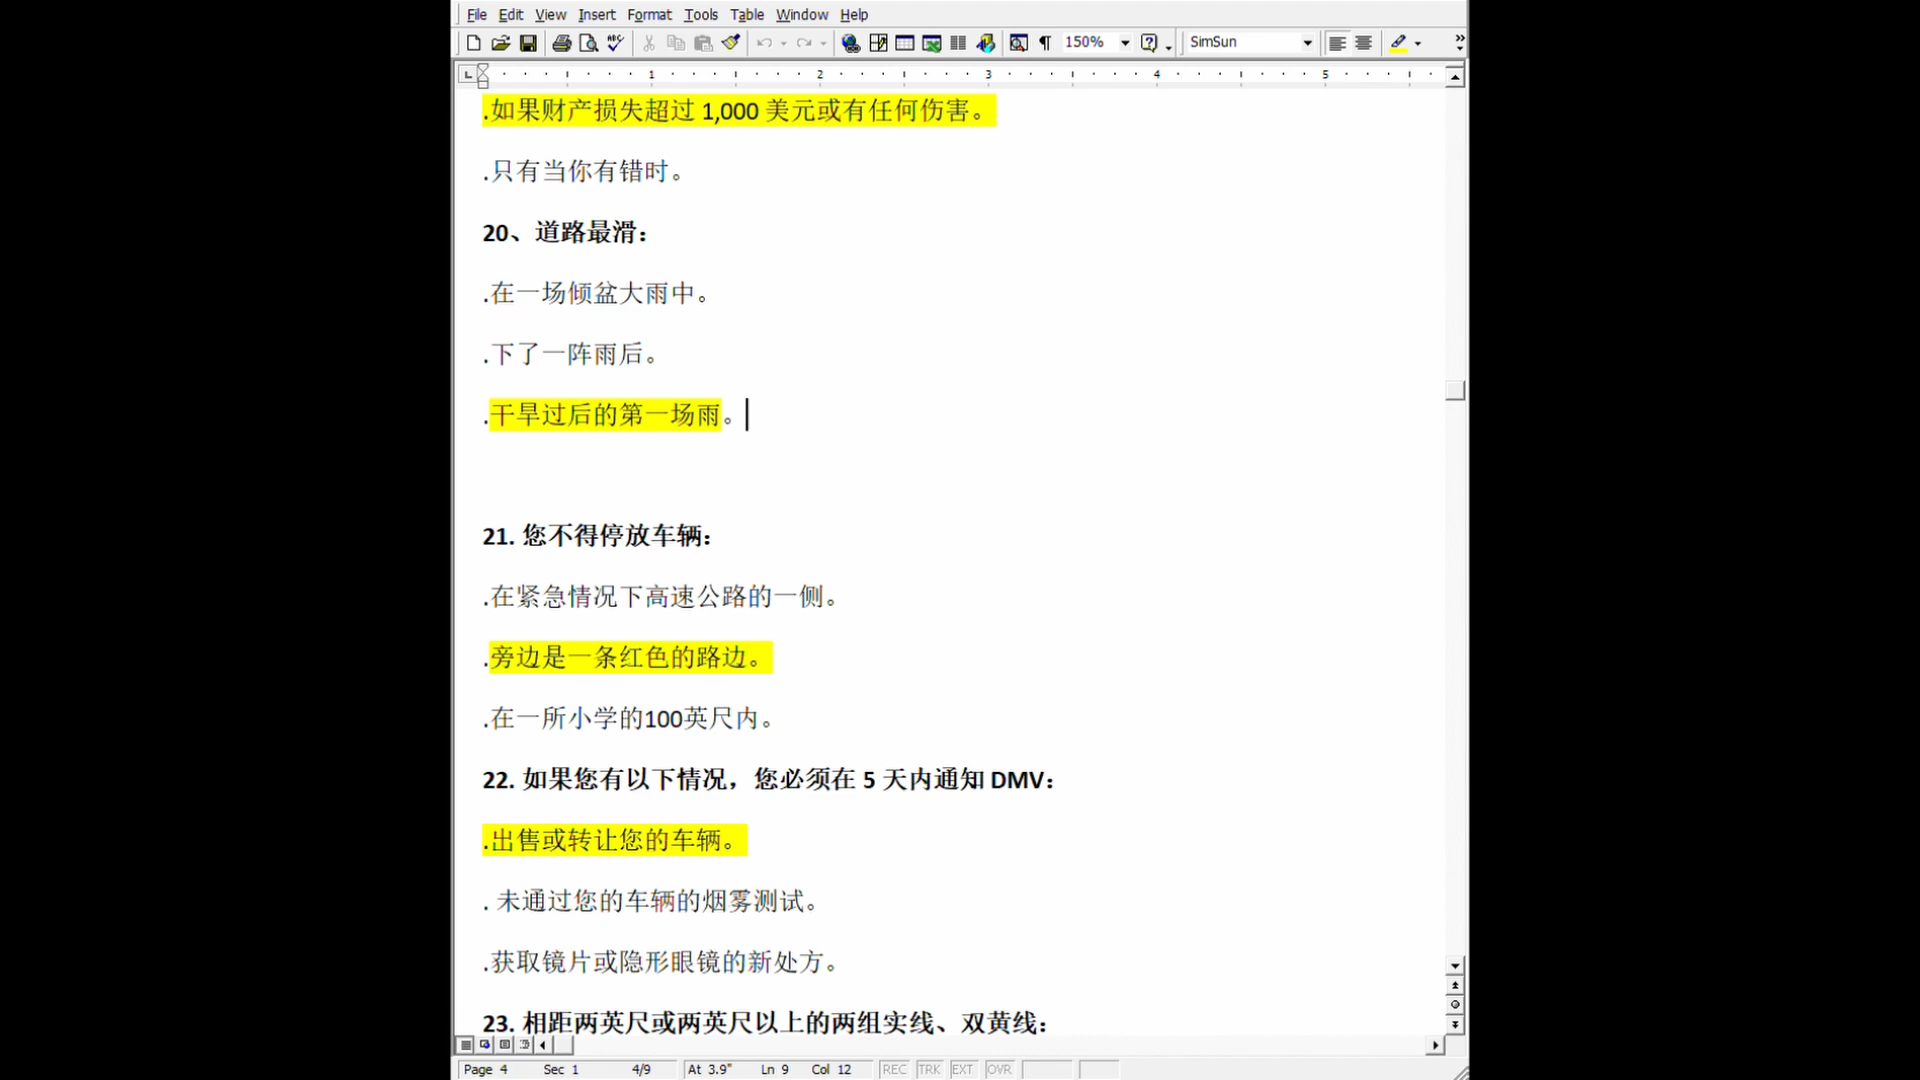 File Edit View Insert Format Tools Table Window Help
150% SimSun
1 2 3 4 5
.如果财产损失超过 1,000 美元或有任何伤害。
.只有当你有错时。
20、道路最滑：
.在一场倾盆大雨中。
.下了一阵雨后。
.干旱过后的第一场雨。
21. 您不得停放车辆：
.在紧急情况下高速公路的一侧。
.旁边是一条红色的路边。
.在一所小学的100英尺内。
22. 如果您有以下情况，您必须在 5 天内通知 DMV：
.出售或转让您的车辆。
. 未通过您的车辆的烟雾测试。
.获取镜片或隐形眼镜的新处方。
23. 相距两英尺或两英尺以上的两组实线、双黄线：
Page 4 Sec 1 4/9 At 3.9" Ln 9 Col 12 REC TRK EXT OVR